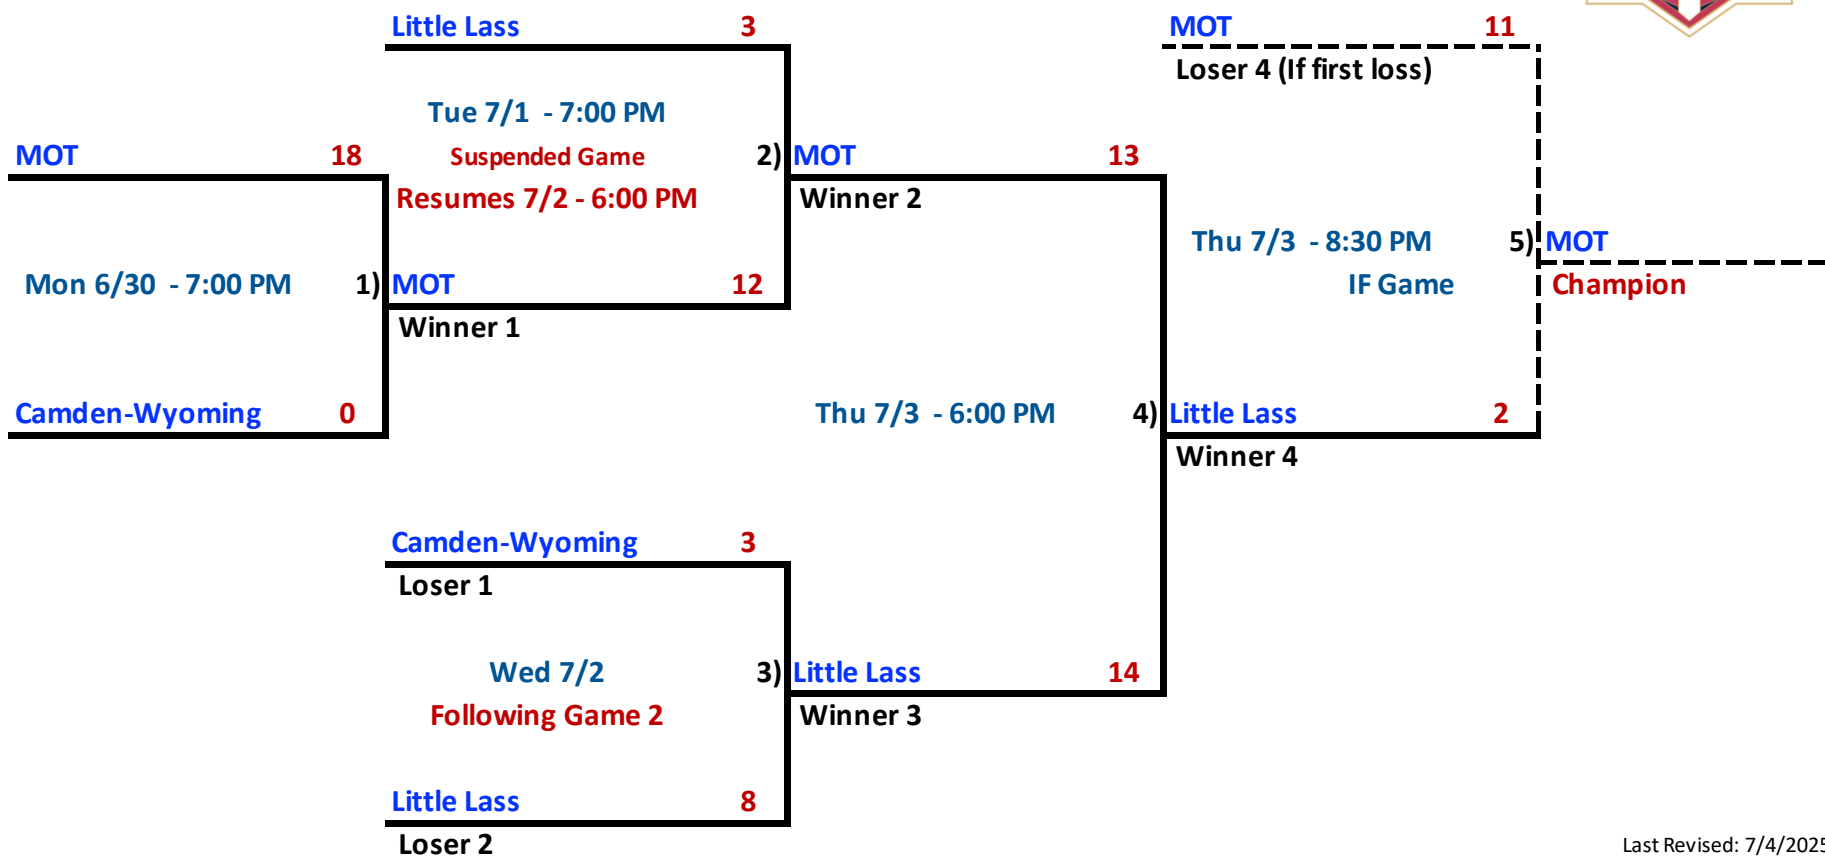 Little Lass 3
MOT 11
Loser 4 (If first loss)
Tue 7/1 - 7:00 PM
MOT 18
Suspended Game
2) MOT 13
Resumes 7/2 - 6:00 PM
Winner 2
Thu 7/3 - 8:30 PM
5) MOT
Mon 6/30 - 7:00 PM
1) MOT 12
IF Game
Champion
Winner 1
Camden-Wyoming 0
Thu 7/3 - 6:00 PM
4) Little Lass 2
Winner 4
Camden-Wyoming 3
Loser 1
Wed 7/2
3) Little Lass 14
Following Game 2
Winner 3
Little Lass 8
Loser 2
Last Revised: 7/4/2025